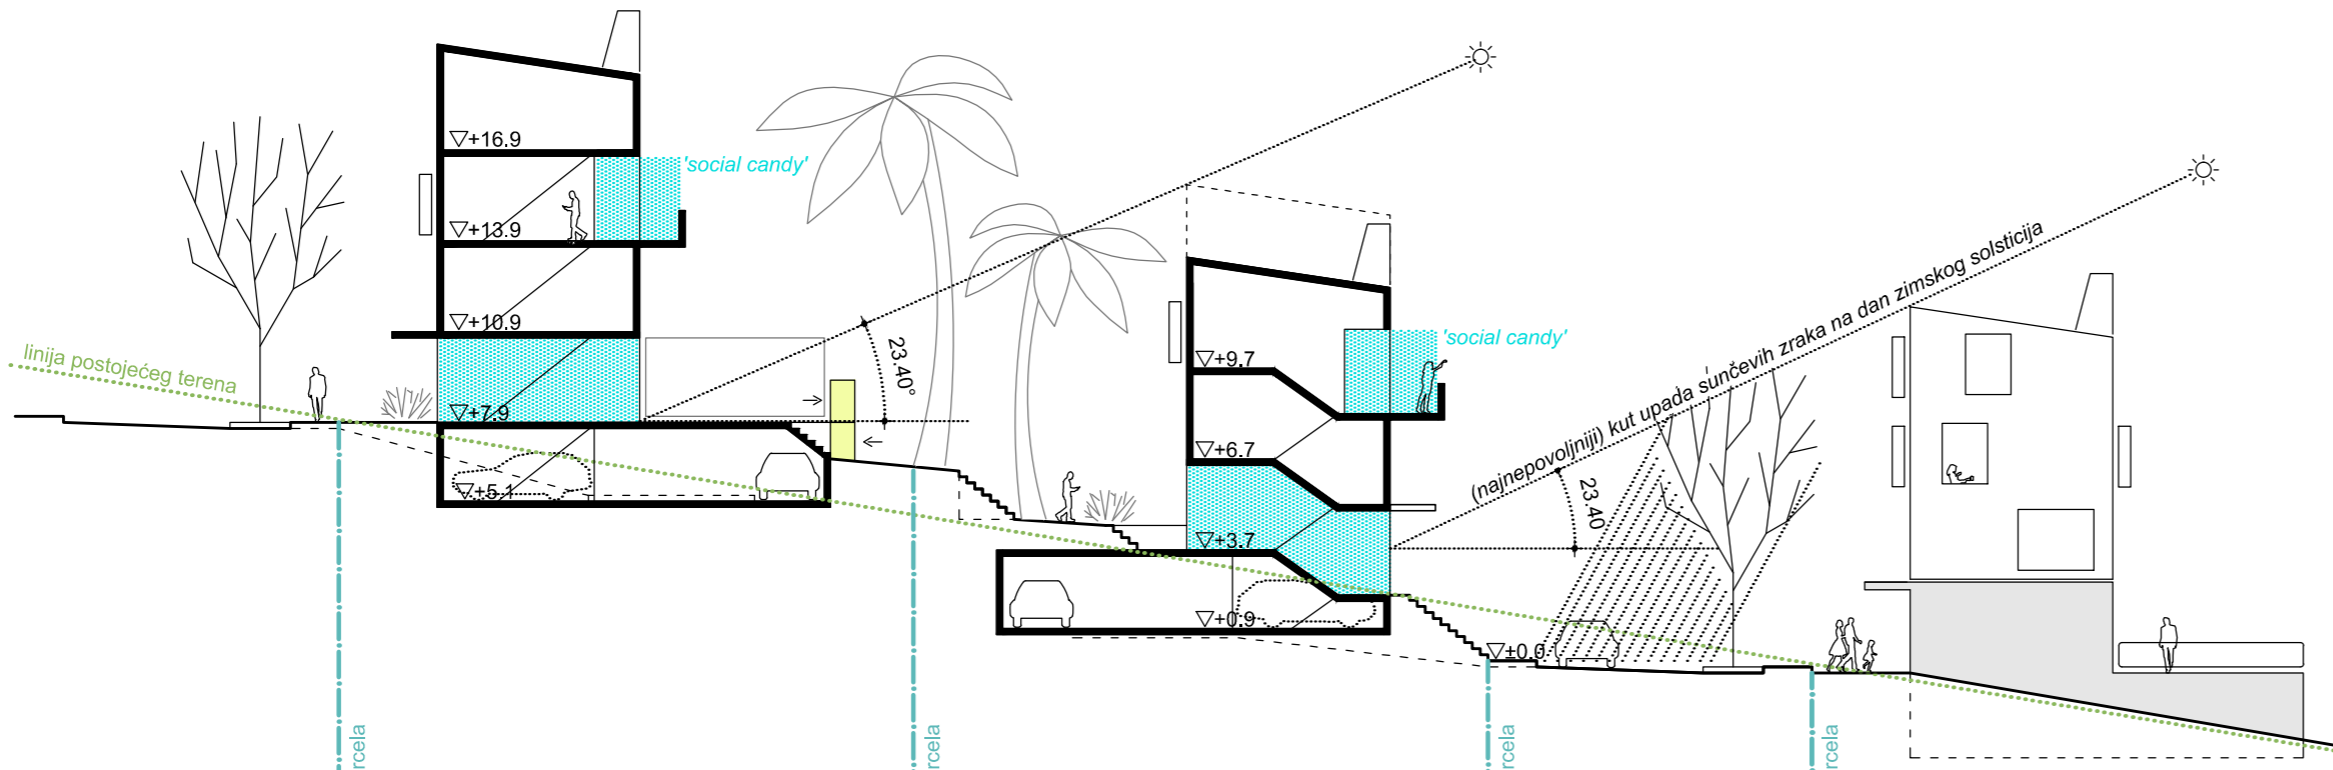 ▽+16.9
'social candy'
▽+13.9
▽+10.9
linija postojećeg terena
▽+7.9
23.40°
▽+5.1
'social candy'
▽+9.7
▽+6.7
▽+3.7
▽+0.9
(najnepovoljniji) kut upada sunčevih zraka na dan zimskog solsticija
23.40
▽±0.0
rcela
rcela
rcela
rcela